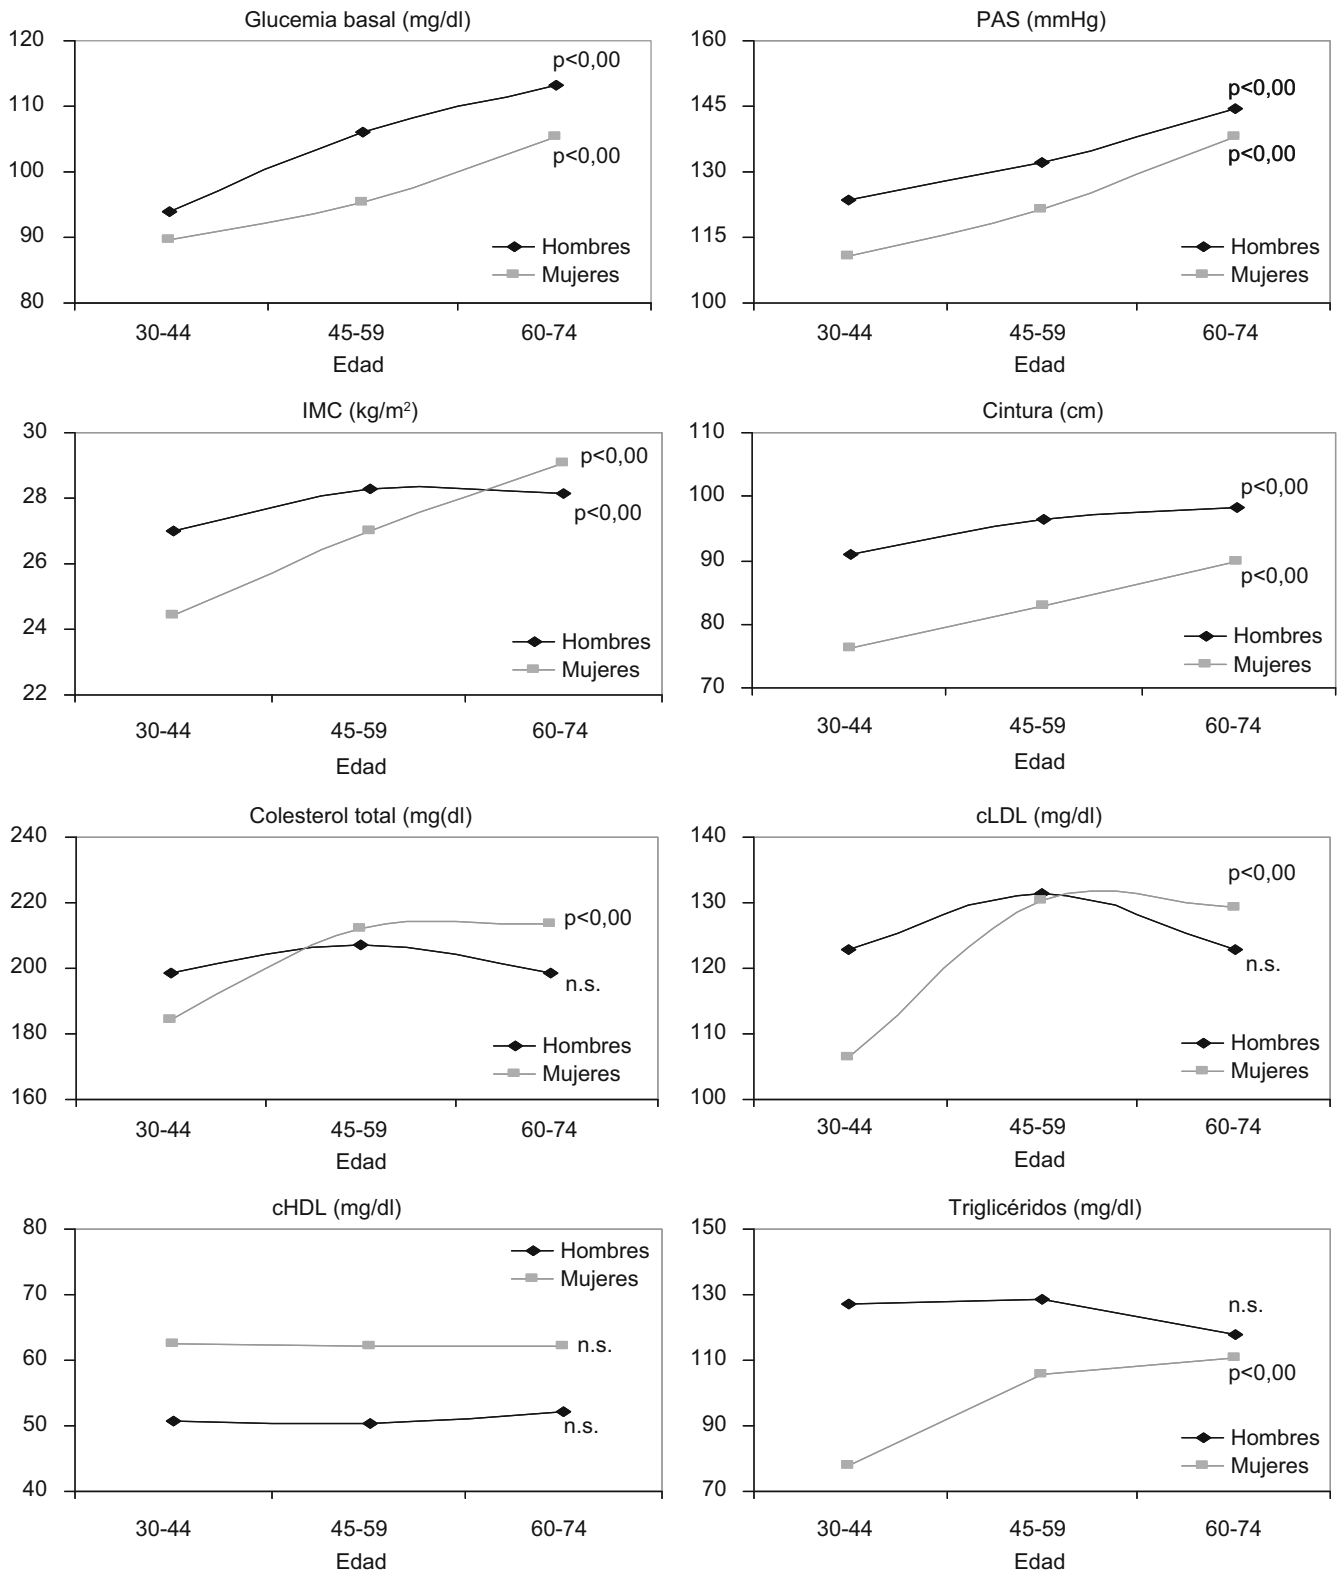 Glucemia basal (mg/dl)
120
110
100
90
80
p<0,00
p<0,00
Hombres
Mujeres
30-44 45-59 60-74
Edad
PAS (mmHg)
160
145
130
115
100
p<0,00
p<0,00
Hombres
Mujeres
30-44 45-59 60-74
Edad
IMC (kg/m²)
30
28
26
24
22
p<0,00
p<0,00
Hombres
Mujeres
30-44 45-59 60-74
Edad
Cintura (cm)
110
100
90
80
70
p<0,00
p<0,00
Hombres
Mujeres
30-44 45-59 60-74
Edad
Colesterol total (mg(dl)
240
220
200
180
160
p<0,00
n.s.
Hombres
Mujeres
30-44 45-59 60-74
Edad
cLDL (mg/dl)
140
130
120
110
100
p<0,00
n.s.
Hombres
Mujeres
30-44 45-59 60-74
Edad
cHDL (mg/dl)
80
70
60
50
40
Hombres
Mujeres
n.s.
n.s.
30-44 45-59 60-74
Edad
Triglicéridos (mg/dl)
150
130
110
90
70
n.s.
p<0,00
Hombres
Mujeres
30-44 45-59 60-74
Edad